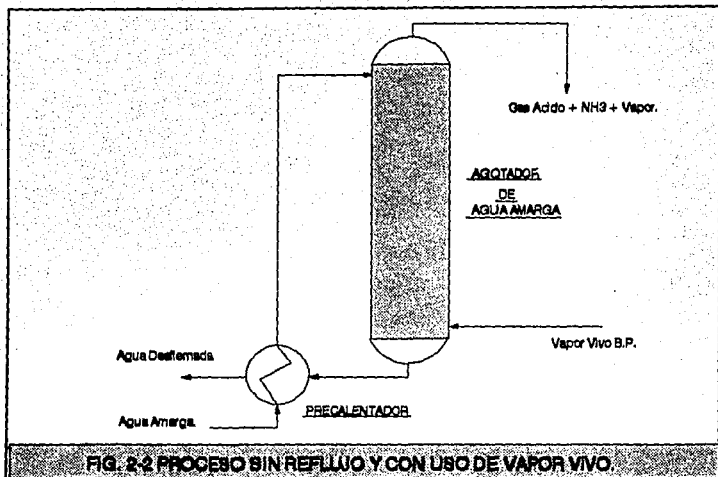 Gas Acido + NH3 + Vapor.
AGOTADOR
DE
AGUA AMARGA
Vapor Vivo B.P.
Agua Desflemada
Agua Amarga.
PRECALENTADOR
FIG. 2-2 PROCESO SIN REFLUJO Y CON USO DE VAPOR VIVO.